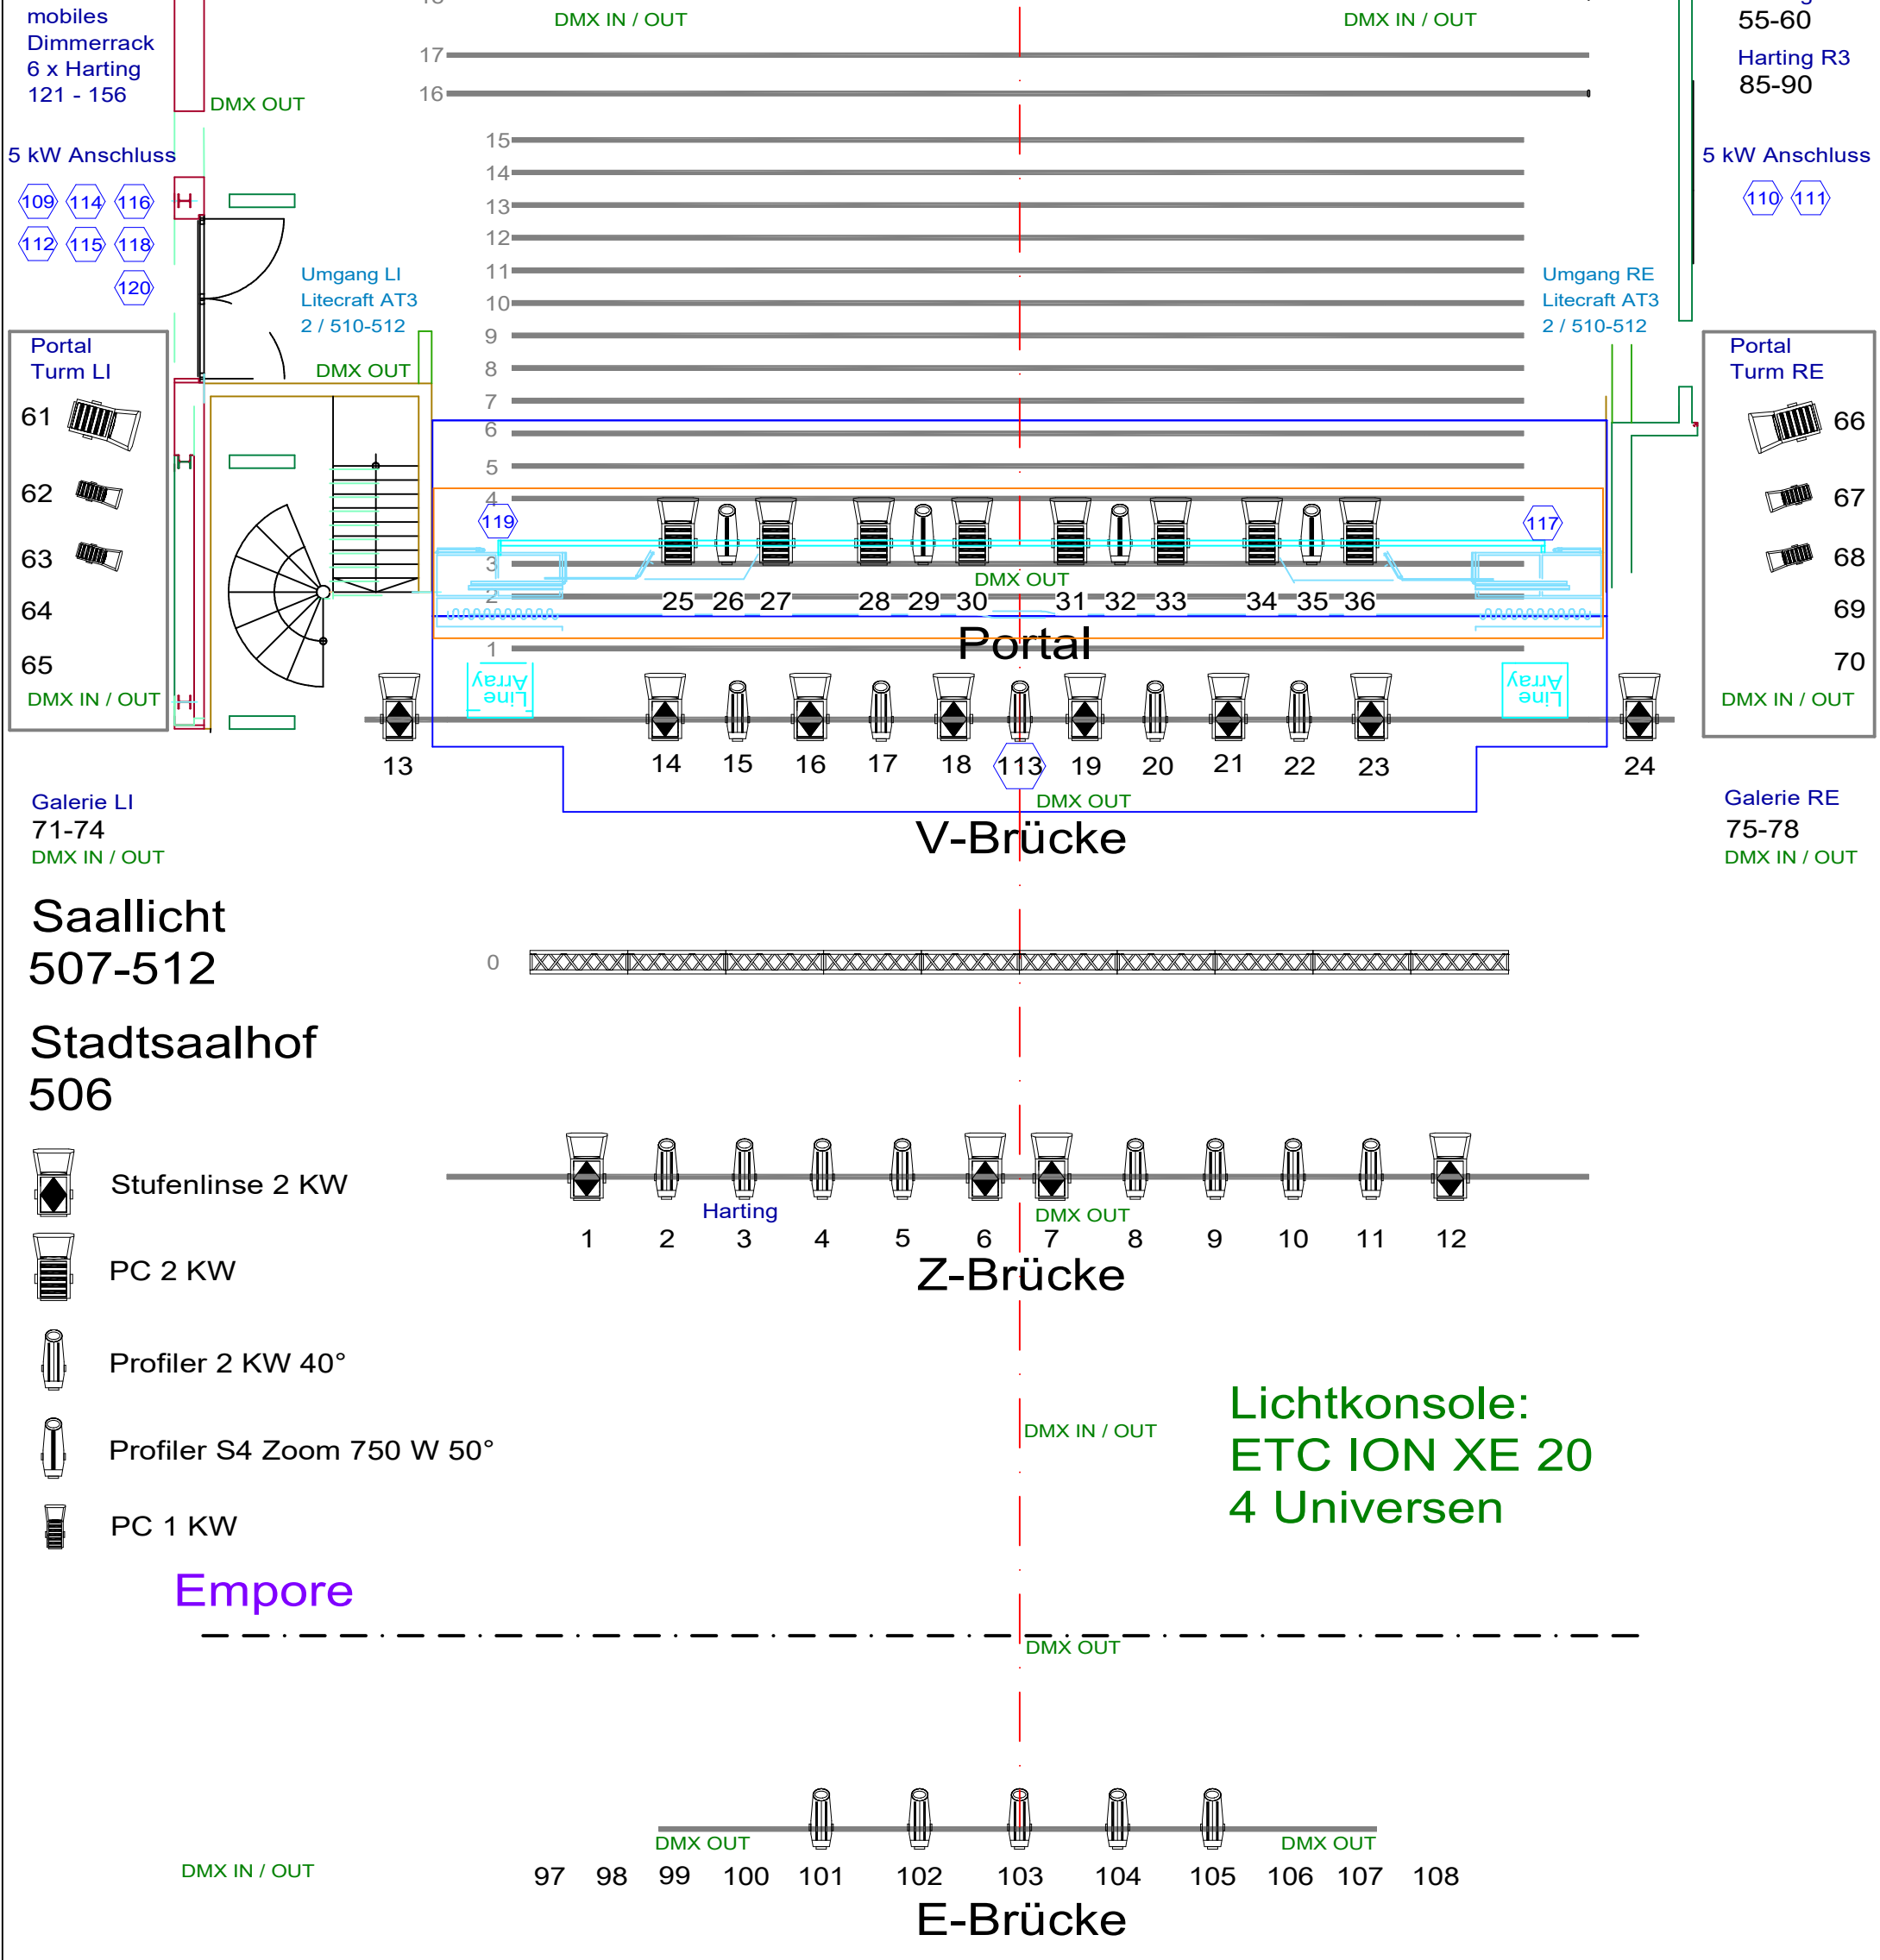 mobiles
Dimmerrack
6 x Harting
121 - 156
DMX IN / OUT
DMX IN / OUT
55-60
Harting R3
85-90
17
16
DMX OUT
5 kW Anschluss
109 114 116
112 115 118
120
5 kW Anschluss
110 111
15
14
13
12
11
10
9
8
7
6
5
4
3
2
1
Umgang LI
Litecraft AT3
2 / 510-512
DMX OUT
Umgang RE
Litecraft AT3
2 / 510-512
Portal
Turm LI
61
62
63
64
65
DMX IN / OUT
Portal
Turm RE
66
67
68
69
70
DMX IN / OUT
119
117
DMX OUT
25 26 27 28 29 30 31 32 33 34 35 36
Portal
Line
Array
Line
Array
13 14 15 16 17 18 113 19 20 21 22 23 24
DMX OUT
V-Brücke
Galerie LI
71-74
DMX IN / OUT
Galerie RE
75-78
DMX IN / OUT
Saallicht
507-512
0
Stadtsaalhof
506
Stufenlinse 2 KW
PC 2 KW
Profiler 2 KW 40°
Profiler S4 Zoom 750 W 50°
PC 1 KW
Harting
DMX OUT
1 2 3 4 5 6 7 8 9 10 11 12
Z-Brücke
DMX IN / OUT
Lichtkonsole:
ETC ION XE 20
4 Universen
Empore
DMX OUT
DMX OUT
DMX OUT
DMX IN / OUT
97 98 99 100 101 102 103 104 105 106 107 108
E-Brücke